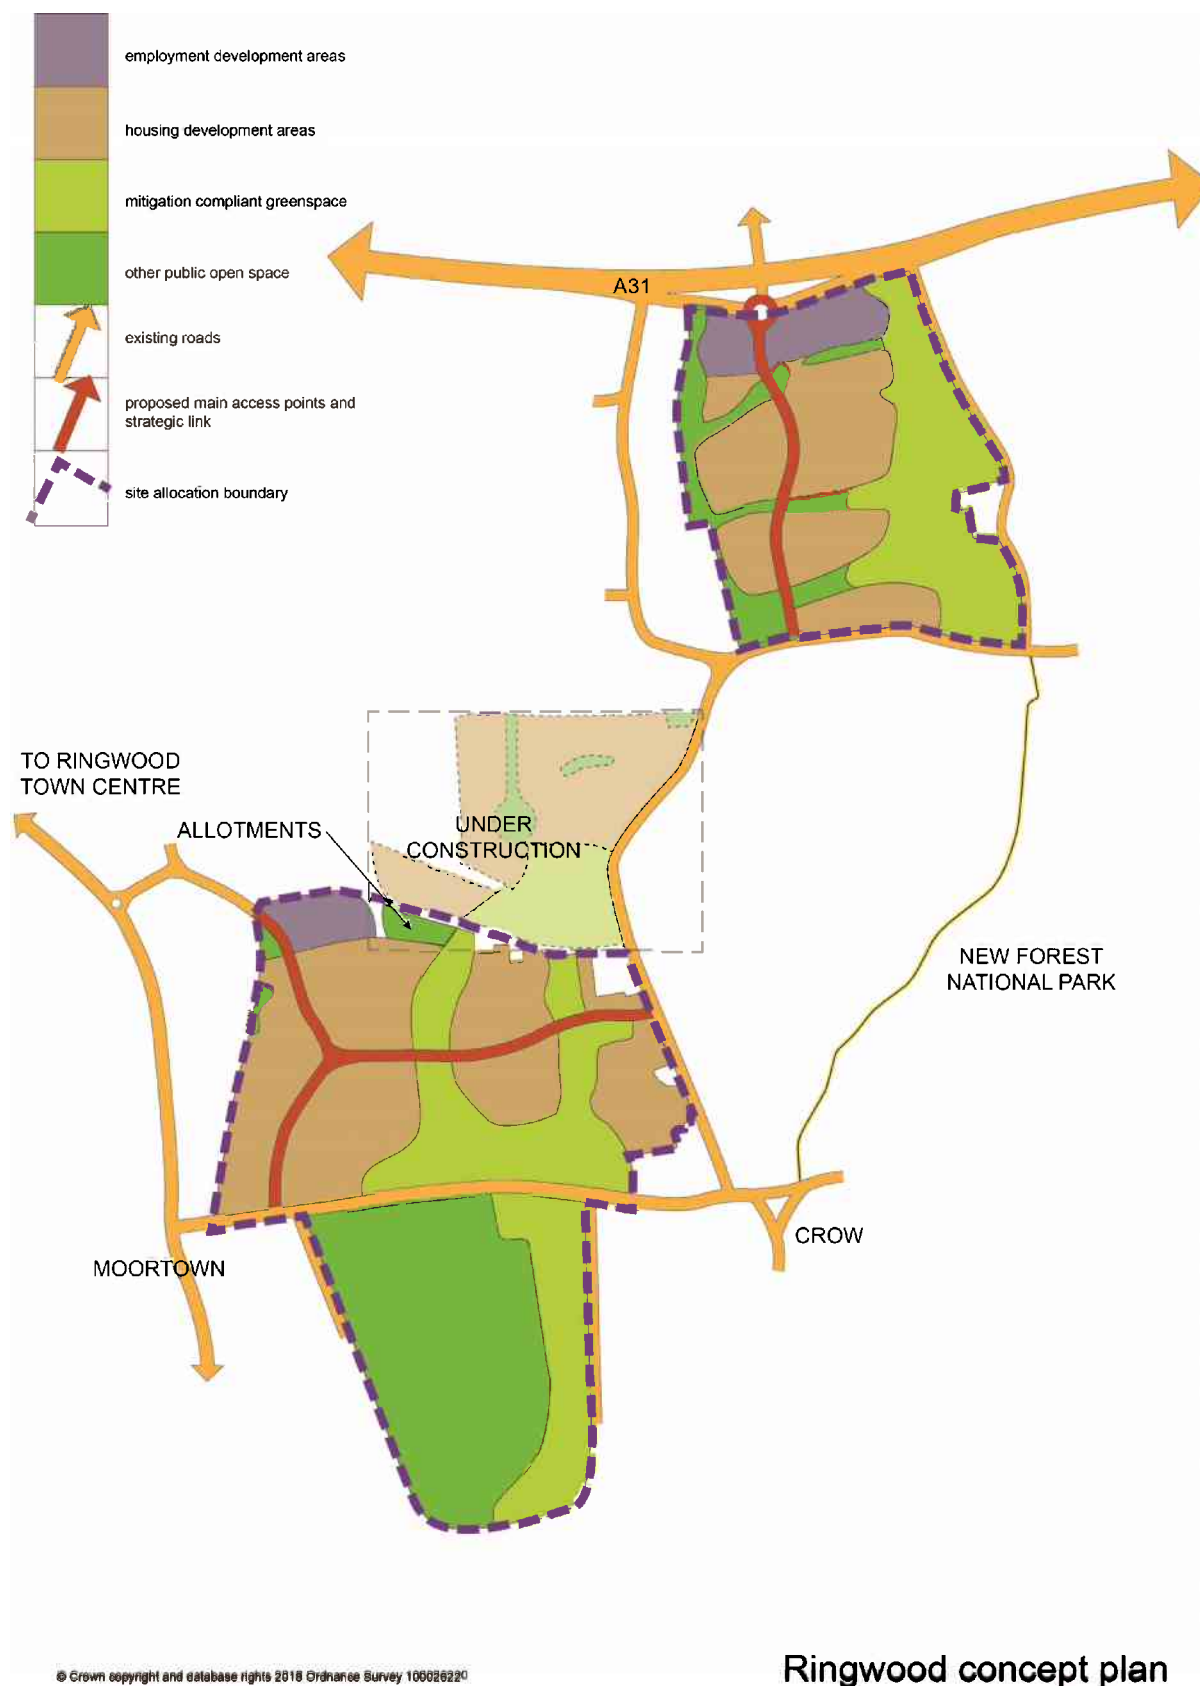 employment development areas
housing development areas
mitigation compliant greenspace
other public open space
existing roads
proposed main access points and
strategic link
site allocation boundary
A31
TO RINGWOOD
TOWN CENTRE
ALLOTMENTS
UNDER
CONSTRUCTION
NEW FOREST
NATIONAL PARK
CROW
MOORTOWN
© Crown copyright and database rights 2018 Ordnance Survey 100026220
Ringwood concept plan